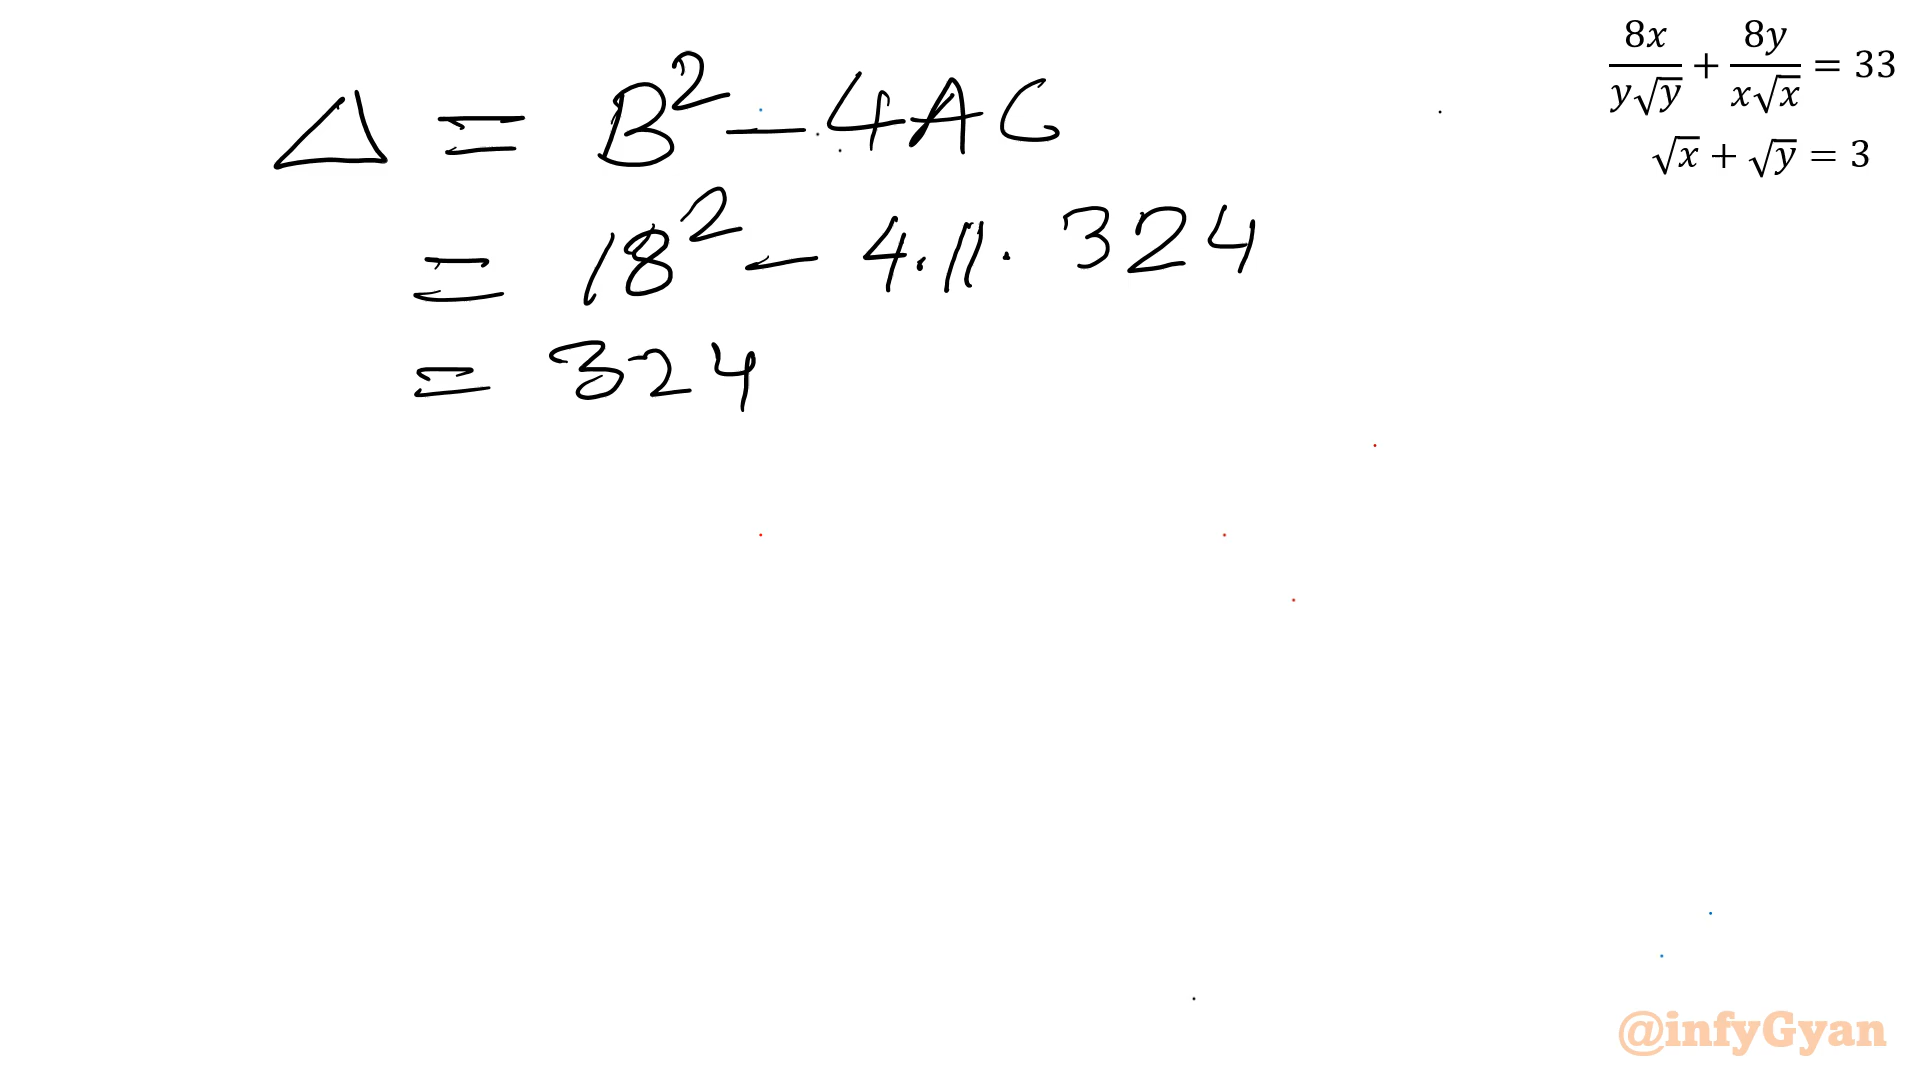 Δ = B² - 4AC
= 18² - 4.11. 324
= 324
8x/(y√y) + 8y/(x√x) = 33
√x + √y = 3
@infyGyan